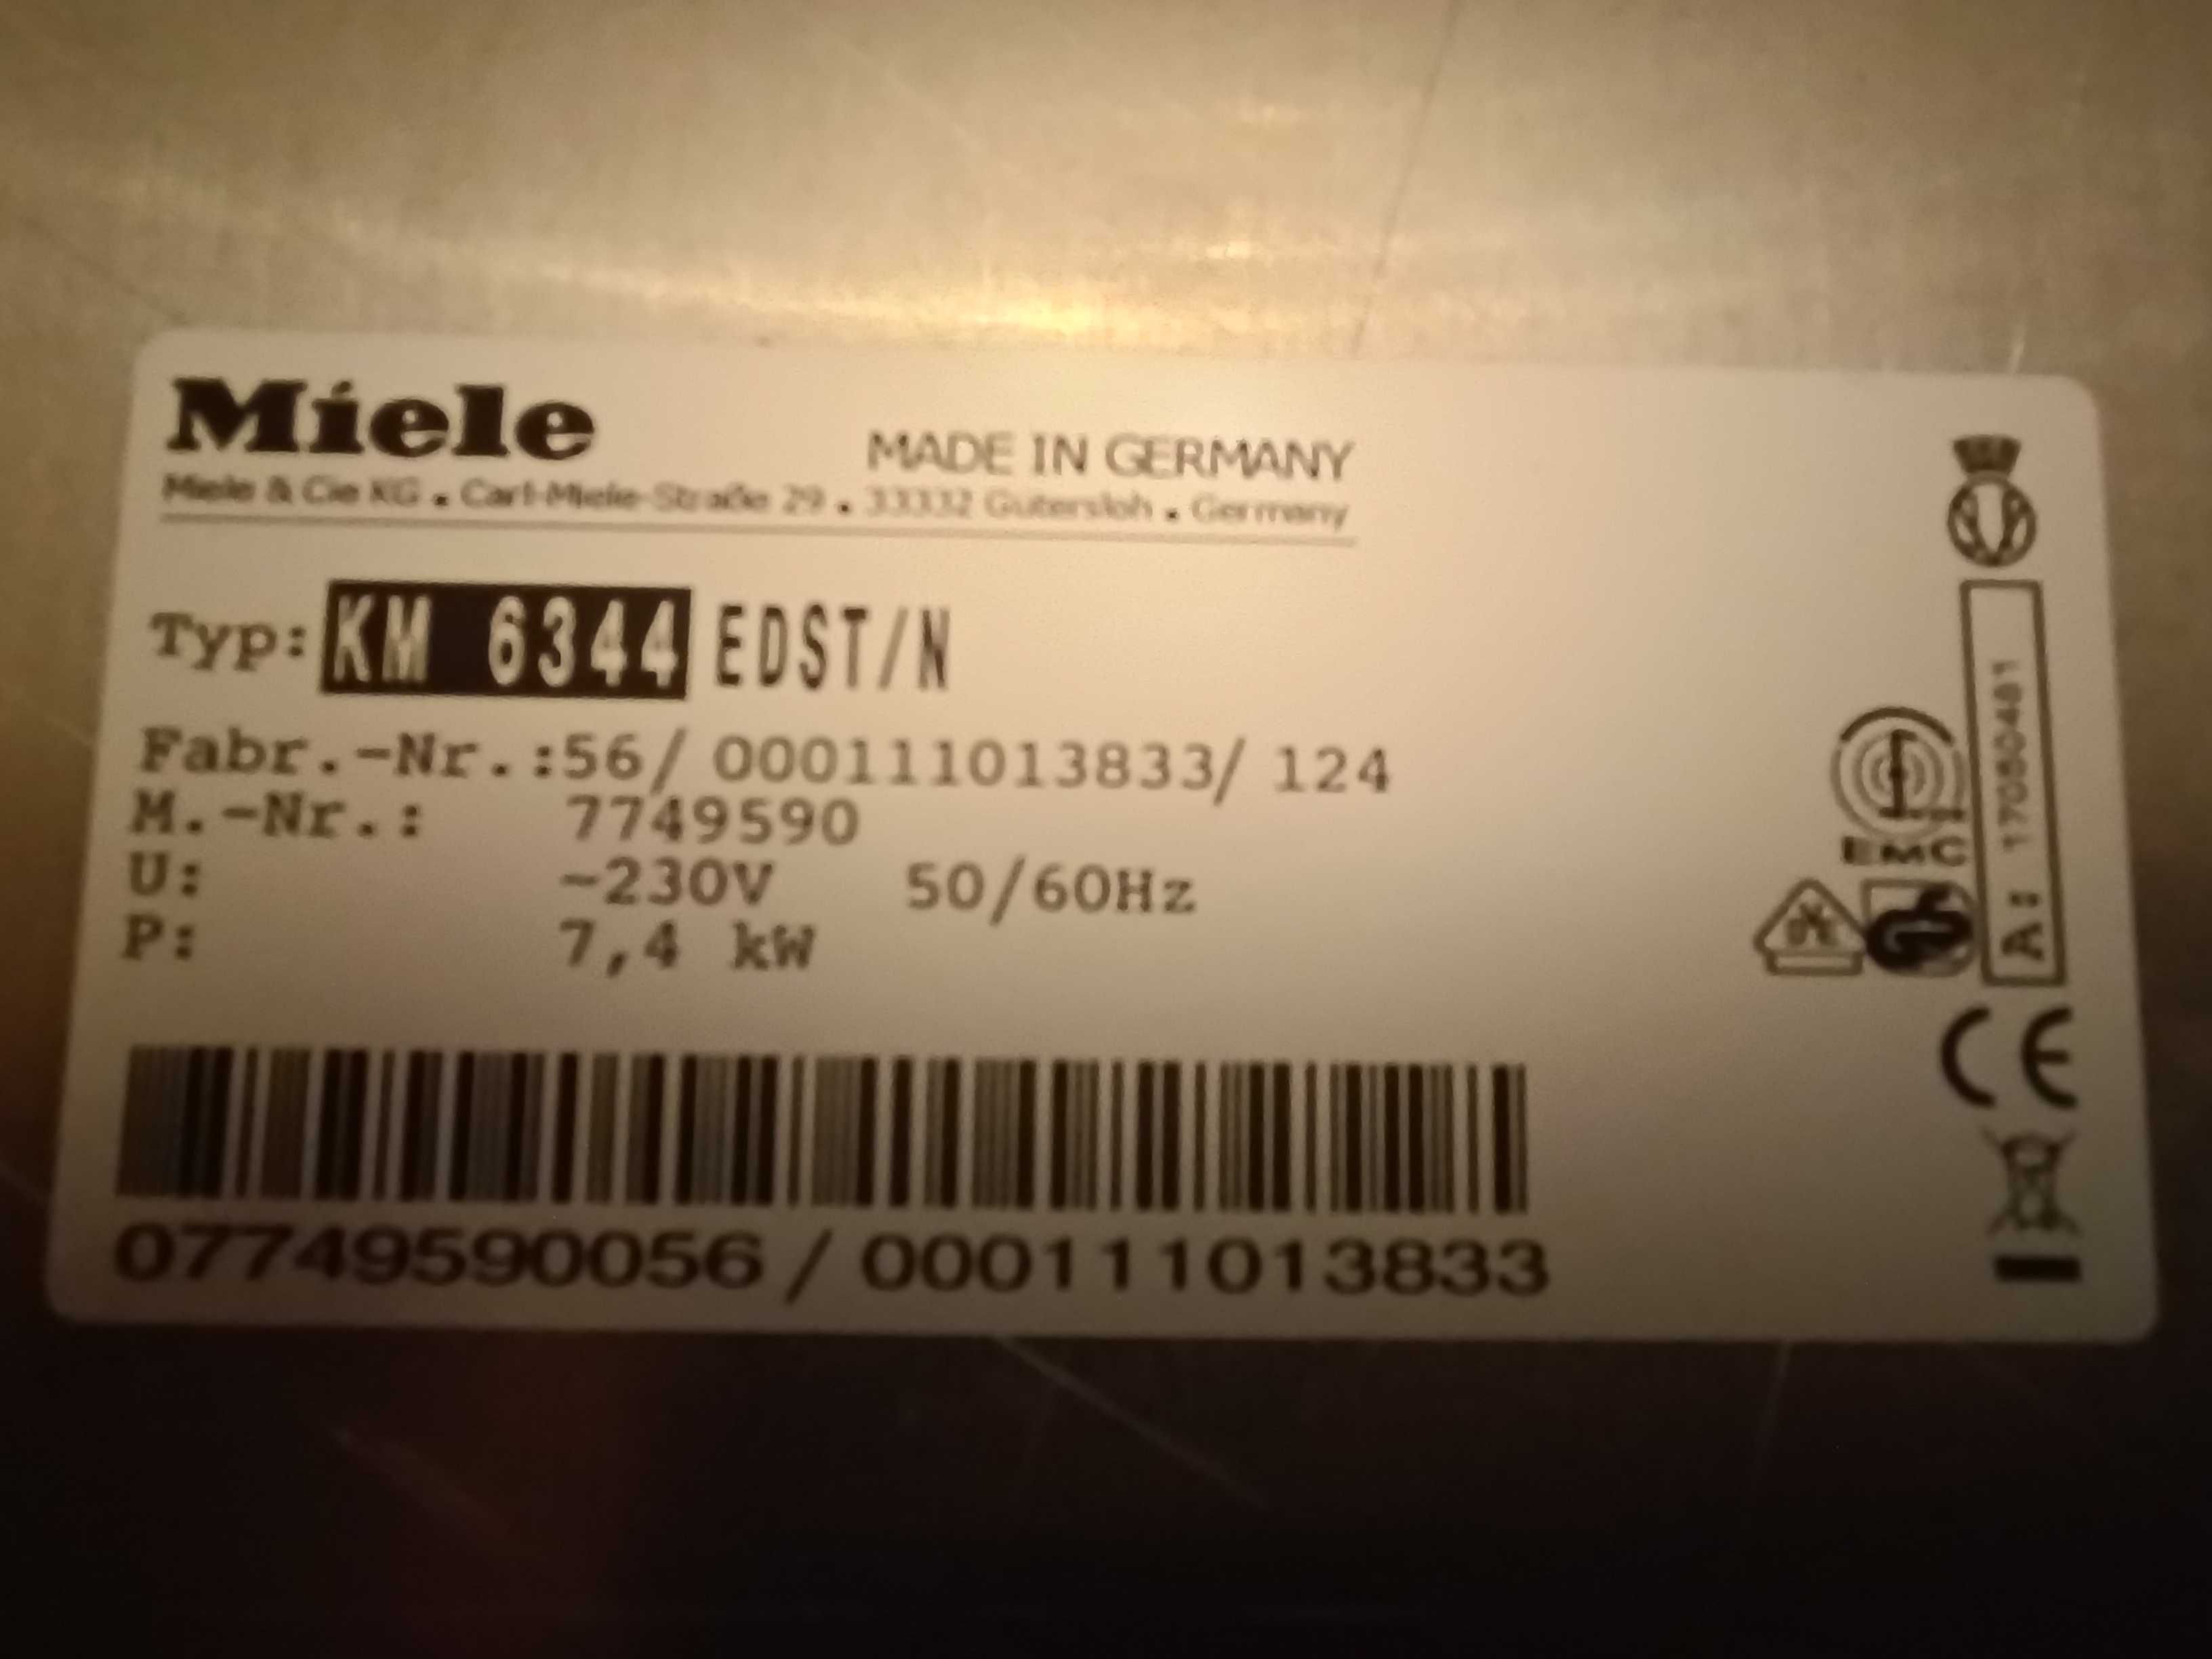 Miele
MADE IN GERMANY
Miele & Cie KG . Carl-Miele-Straße 29 . 33332 Gütersloh . Germany
Typ: KM 6344 EDST/N
Fabr.-Nr.:56/ 000111013833/ 124
M.-Nr.: 7749590
U: ~230V 50/60Hz
P: 7,4 kW
07749590056 / 000111013833
EMC
A: 17050481
CE